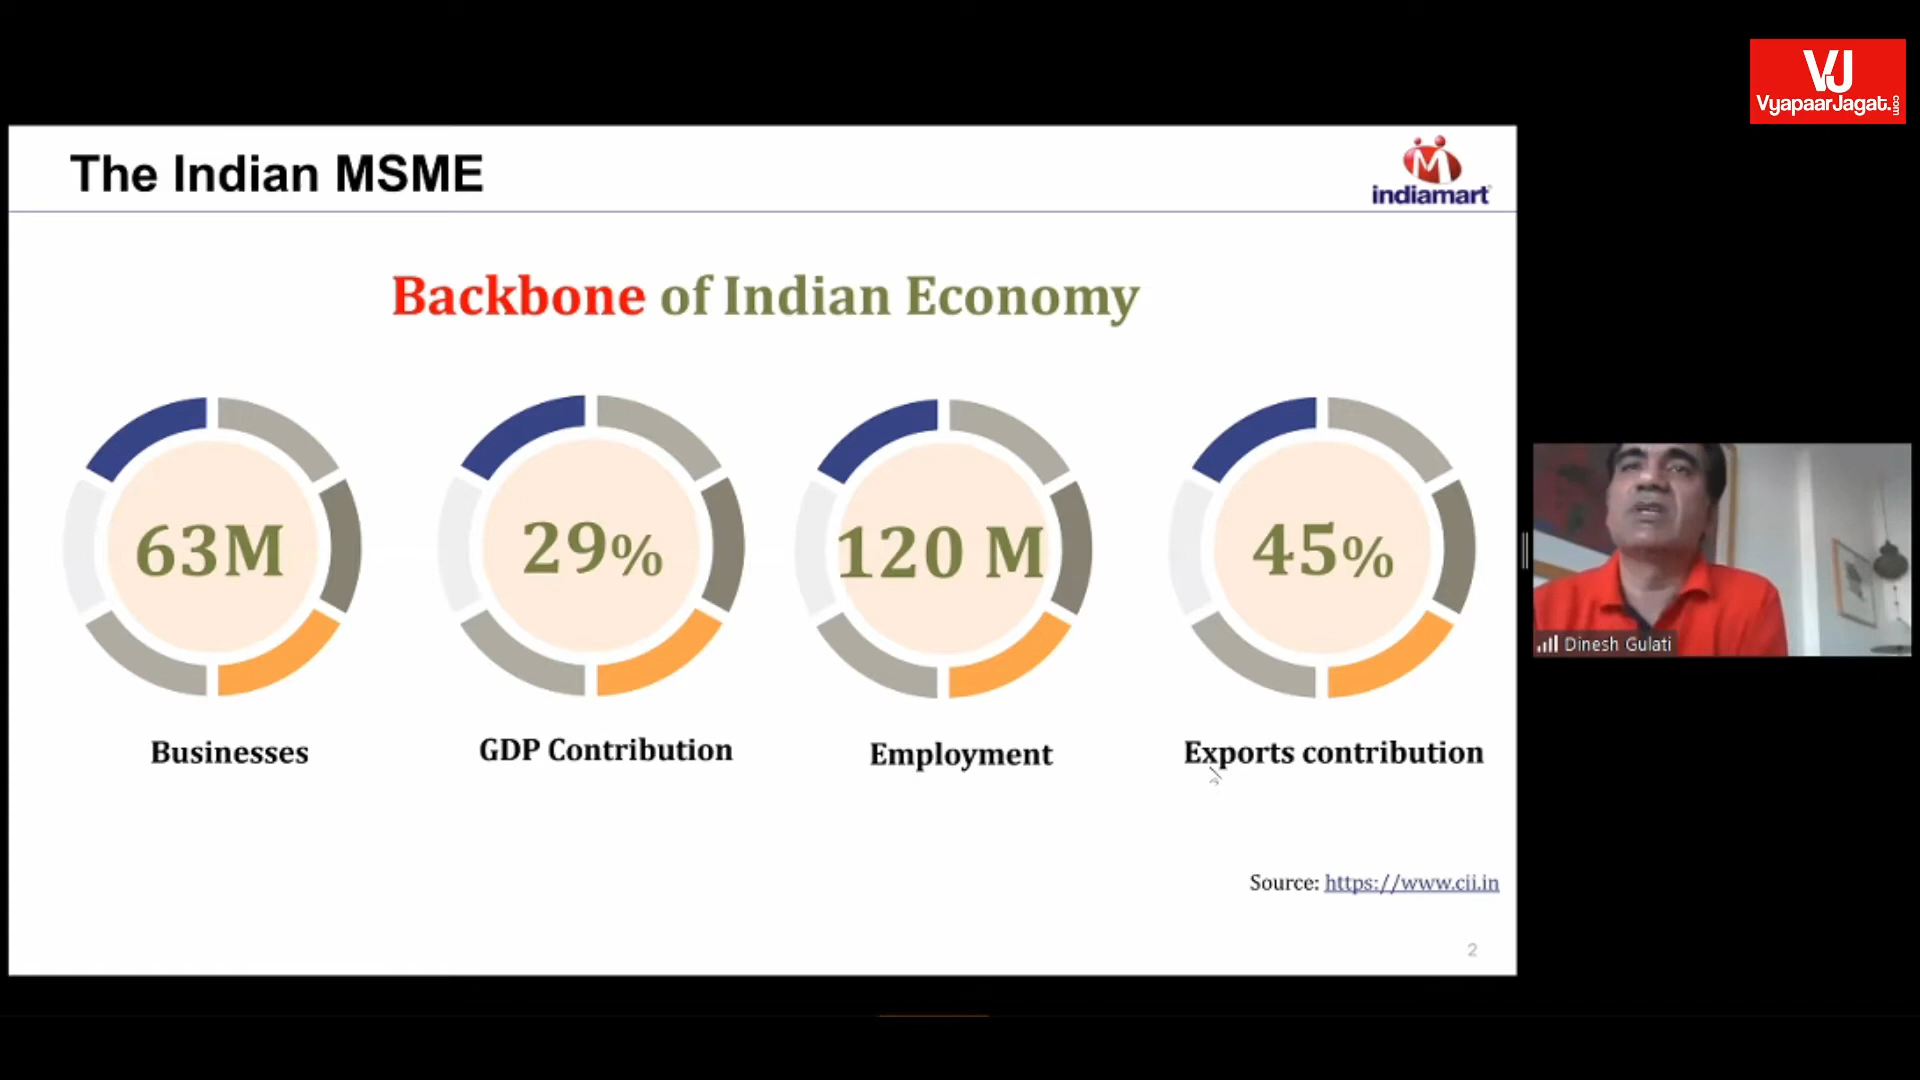 VJ
VyapaarJagat.com
The Indian MSME
M
indiamart
Backbone of Indian Economy
63M
29%
120 M
45%
Businesses
GDP Contribution
Employment
Exports contribution
Dinesh Gulati
Source: https://www.cii.in
2